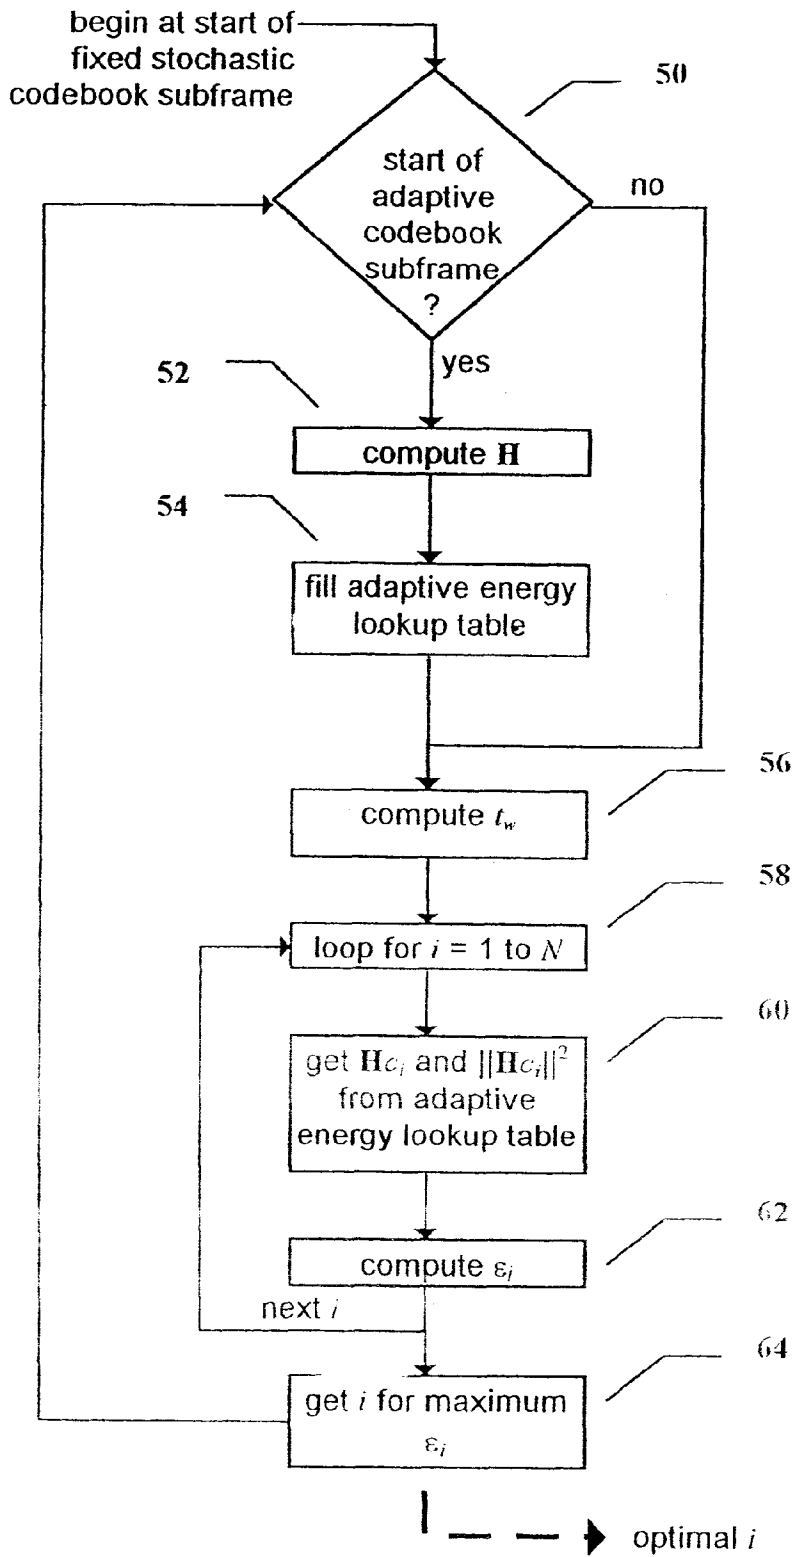 begin at start of
fixed stochastic
codebook subframe
50
start of
adaptive
codebook
subframe
?
no
yes
52
compute H
54
fill adaptive energy
lookup table
56
compute t_w
58
loop for i = 1 to N
60
get Hc_i and ||Hc_i||²
from adaptive
energy lookup table
62
compute ε_i
next i
64
get i for maximum
ε_i
optimal i